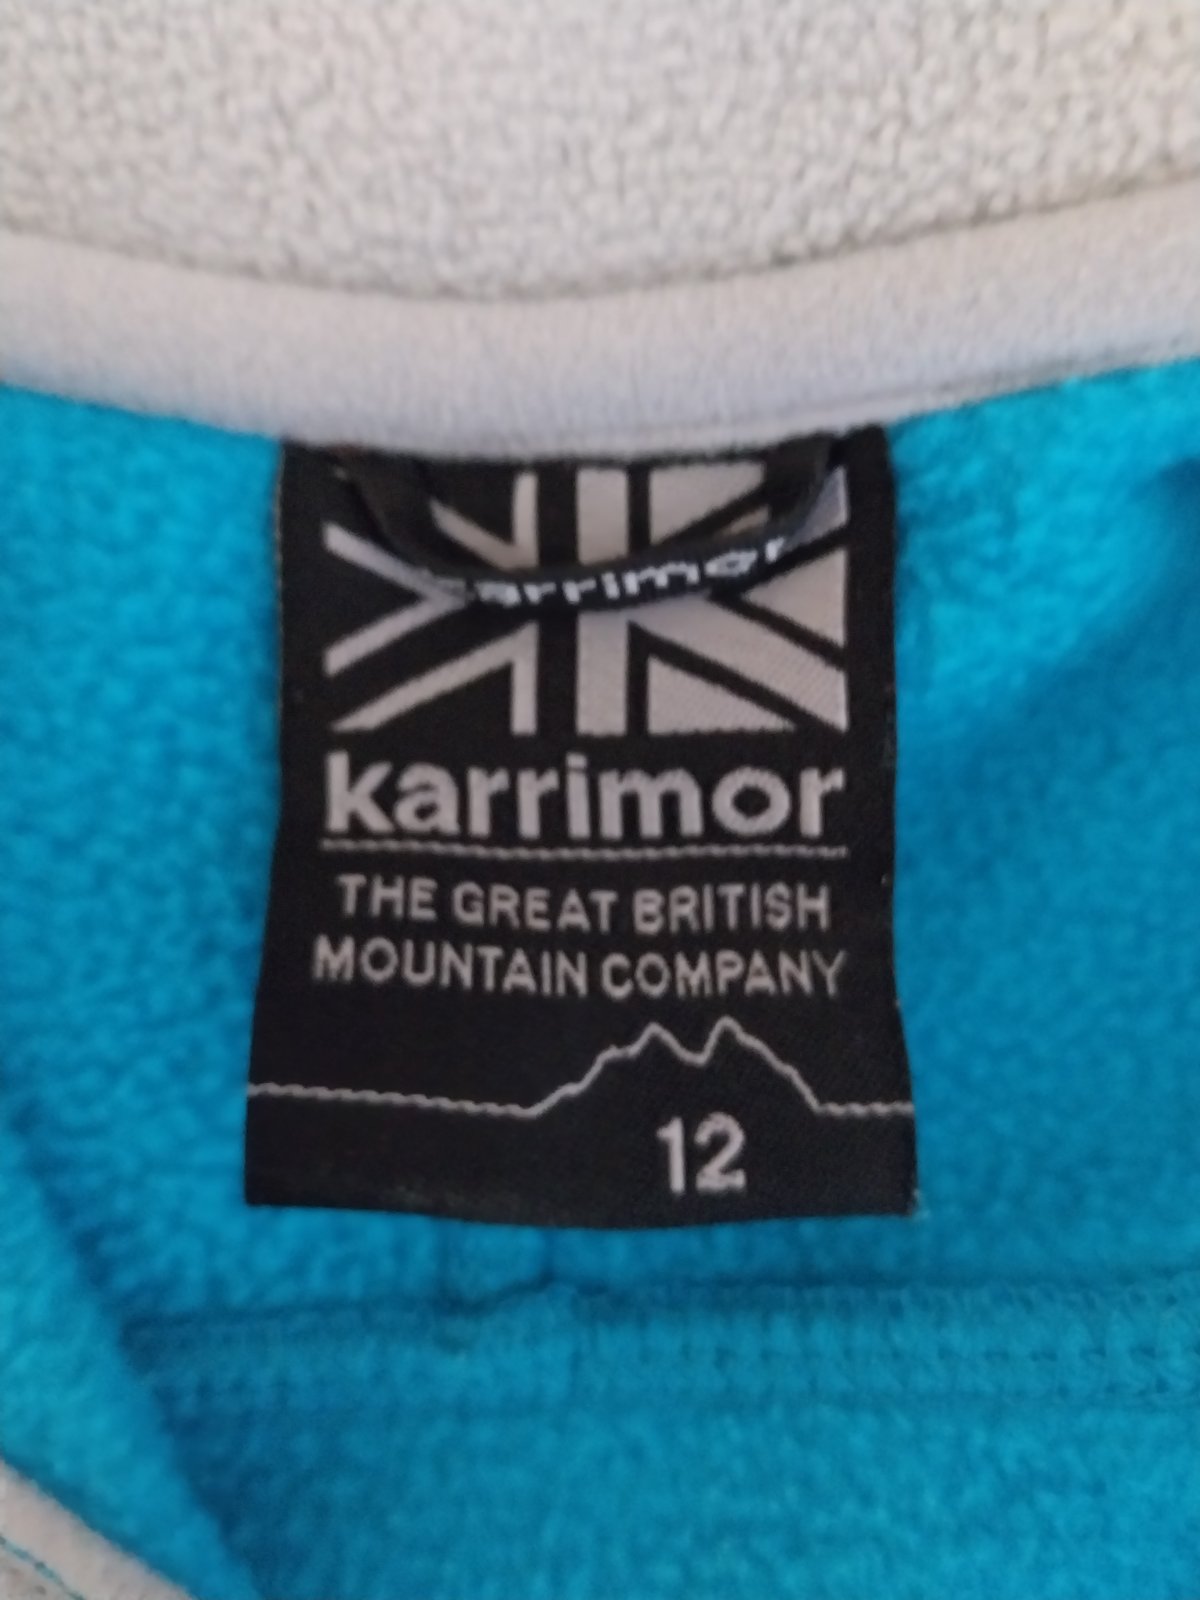 karrimor
karrimor
THE GREAT BRITISH
MOUNTAIN COMPANY
12